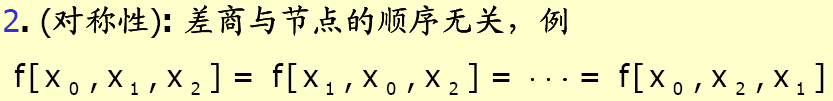 2. (对称性): 差商与节点的顺序无关，例
f[x₀,x₁,x₂]= f[x₁,x₀,x₂]= ···= f[x₀,x₂,x₁]